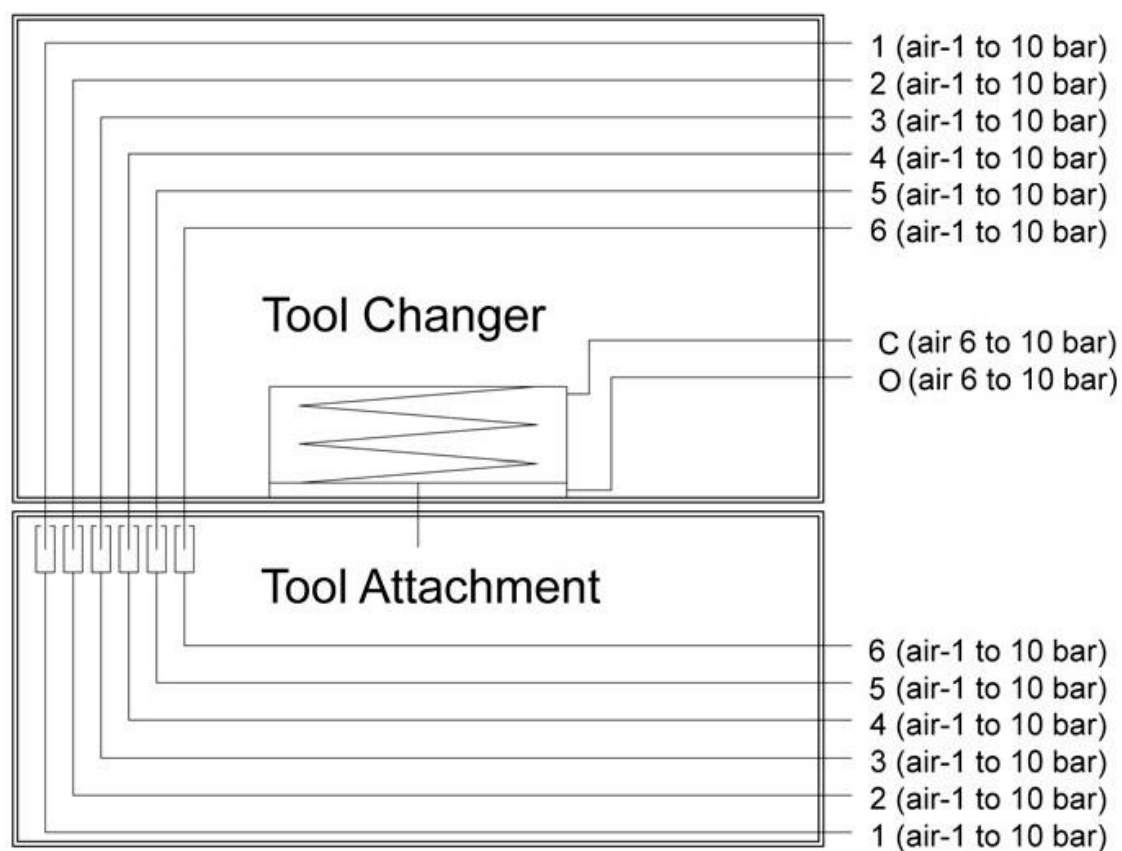 1 (air-1 to 10 bar)
2 (air-1 to 10 bar)
3 (air-1 to 10 bar)
4 (air-1 to 10 bar)
5 (air-1 to 10 bar)
6 (air-1 to 10 bar)
Tool Changer
C (air 6 to 10 bar)
O (air 6 to 10 bar)
Tool Attachment
6 (air-1 to 10 bar)
5 (air-1 to 10 bar)
4 (air-1 to 10 bar)
3 (air-1 to 10 bar)
2 (air-1 to 10 bar)
1 (air-1 to 10 bar)